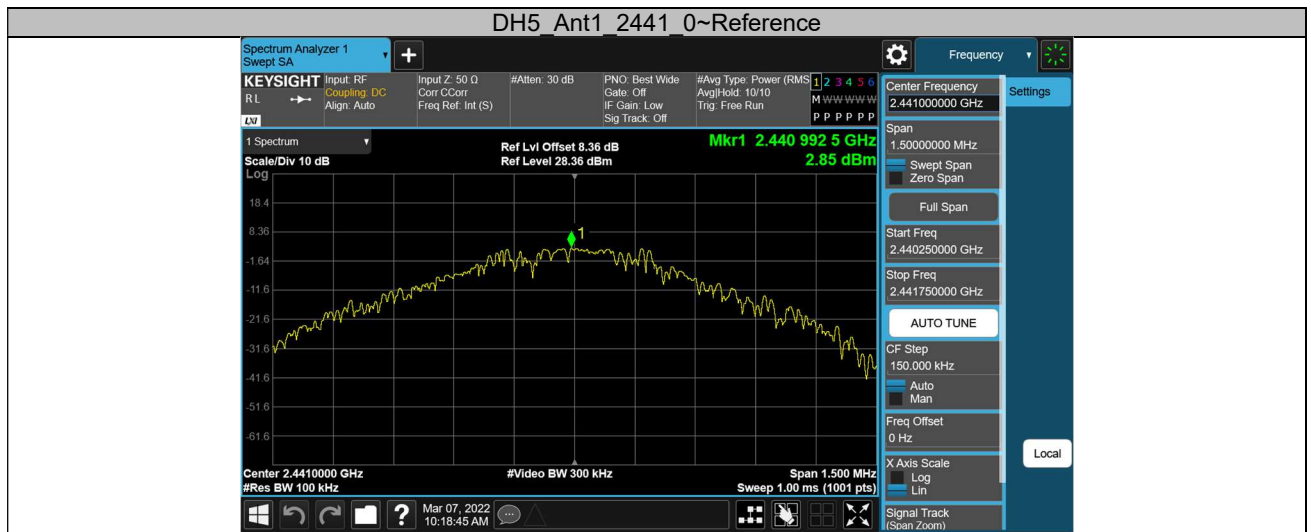 DH5_Ant1_2441_0~Reference
Spectrum Analyzer 1
Swept SA
Frequency
KEYSIGHT
RL
LXI
Input: RF
Coupling: DC
Align: Auto
Input Z: 50 Ω
Corr CCorr
Freq Ref: Int (S)
#Atten: 30 dB
PNO: Best Wide
Gate: Off
IF Gain: Low
Sig Track: Off
#Avg Type: Power (RMS
Avg|Hold: 10/10
Trig: Free Run
1 2 3 4 5 6
M W W W W W
P P P P P P
1 Spectrum
Scale/Div 10 dB
Log
Ref Lvl Offset 8.36 dB
Ref Level 28.36 dBm
Mkr1 2.440 992 5 GHz
2.85 dBm
18.4
8.36
-1.64
-11.6
-21.6
-31.6
-41.6
-51.6
-61.6
1
Center 2.4410000 GHz
#Res BW 100 kHz
#Video BW 300 kHz
Span 1.500 MHz
Sweep 1.00 ms (1001 pts)
Center Frequency
2.441000000 GHz
Settings
Span
1.50000000 MHz
Swept Span
Zero Span
Full Span
Start Freq
2.440250000 GHz
Stop Freq
2.441750000 GHz
AUTO TUNE
CF Step
150.000 kHz
Auto
Man
Freq Offset
0 Hz
X Axis Scale
Log
Lin
Local
Signal Track
(Span Zoom)
?
Mar 07, 2022
10:18:45 AM